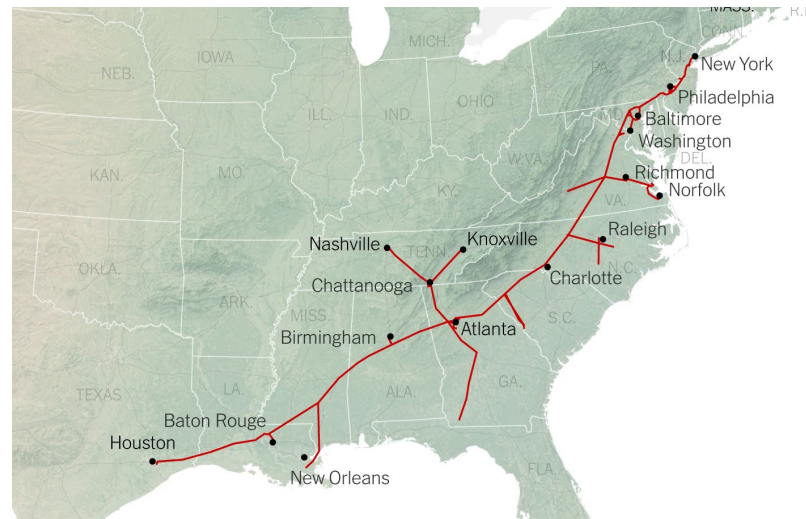 MASS.
R.I.
CONN.
MICH.
IOWA
NEB.
PA.
N.J.
New York
OHIO
ILL.
IND.
Philadelphia
MD.
Baltimore
Washington
DEL.
W.VA.
KAN.
MO.
Richmond
KY.
Norfolk
VA.
Raleigh
Nashville
TENN.
Knoxville
OKLA.
N.C.
Charlotte
Chattanooga
ARK.
MISS.
S.C.
Birmingham
Atlanta
TEXAS
LA.
ALA.
GA.
Baton Rouge
Houston
FLA.
New Orleans